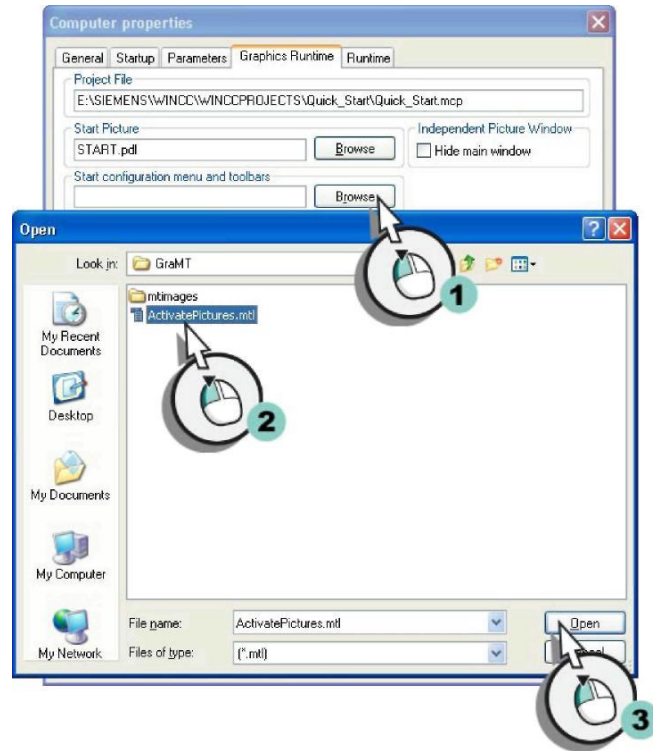 Computer properties
General Startup Parameters Graphics Runtime Runtime
Project File
E:\SIEMENS\WINCC\WINCCPROJECTS\Quick_Start\Quick_Start.mcp
Start Picture
START.pdl
Browse
Independent Picture Window
Hide main window
Start configuration menu and toolbars
Browse
Open
Look in:
GraMT
1
mtimages
ActivatePictures.mtl
2
My Recent
Documents
Desktop
My Documents
My Computer
My Network
File name:
ActivatePictures.mtl
Open
Files of type:
(*.mtl)
3